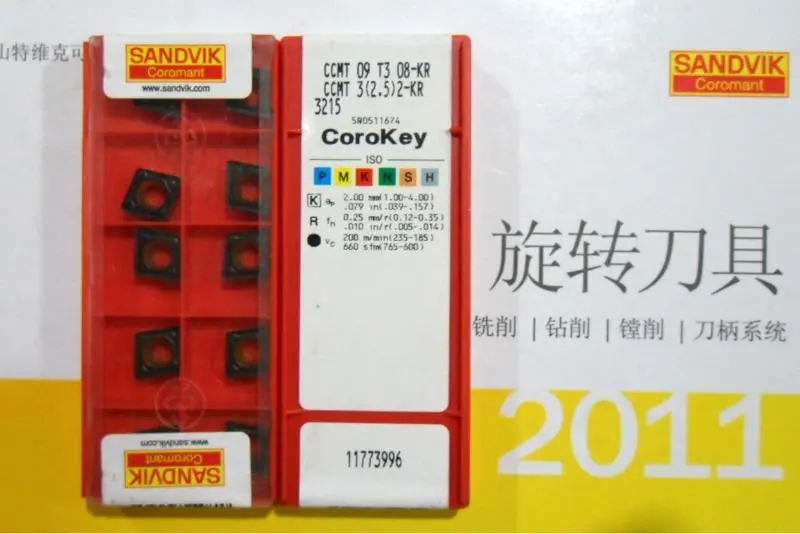 山特维克可
SANDVIK
Coromant
www.sandvik.com
CCMT 09 T3 08-KR
CCMT 3(2.5)2-KR
3215
SW0511674
CoroKey
ISO
P M K N S H
K ap 2.00 mm(1.00-4.00)
.079 in(.039-.157)
R fn 0.25 mm/r(0.12-0.35)
.010 in/r(.005-.014)
vc 200 m/min(235-185)
660 sfm(765-600)
11773996
www.sandvik.com
Coromant
SANDVIK
SANDVIK
Coromant
旋转刀具
铣削 | 钻削 | 镗削 | 刀柄系统
2011